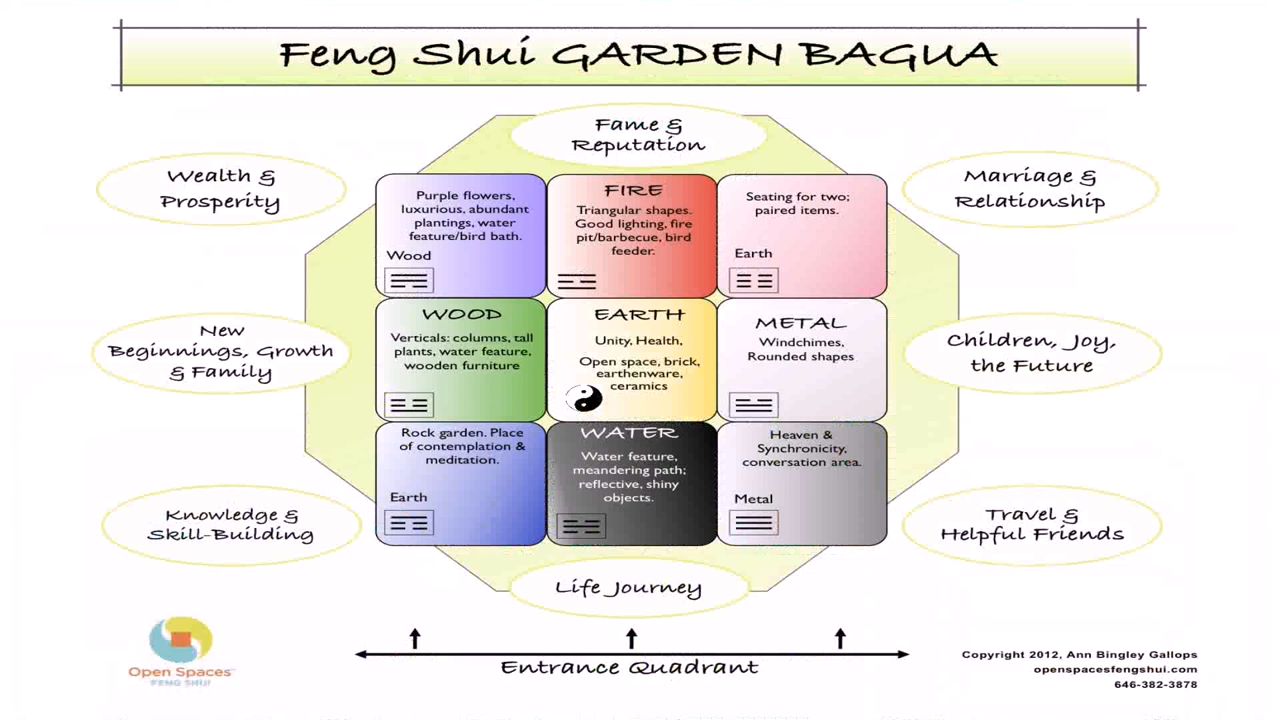 Feng Shui GARDEN BAGUA
Fame &
Reputation
Wealth &
Prosperity
Purple flowers,
luxurious, abundant
plantings, water
feature/bird bath.
Wood
FIRE
Triangular shapes.
Good lighting, fire
pit/barbecue, bird
feeder.
Seating for two;
paired items.
Earth
Marriage &
Relationship
New
Beginnings, Growth
& Family
WOOD
Verticals: columns, tall
plants, water feature,
wooden furniture
EARTH
Unity, Health,
Open space, brick,
earthenware,
ceramics
METAL
Windchimes,
Rounded shapes
Children, Joy,
the Future
Knowledge &
Skill-Building
Rock garden. Place
of contemplation &
meditation.
Earth
WATER
Water feature,
meandering path;
reflective, shiny
objects.
Heaven &
Synchronicity,
conversation area.
Metal
Travel &
Helpful Friends
Life Journey
Entrance Quadrant
Open Spaces
FENG SHUI
Copyright 2012, Ann Bingley Gallops
openspacesfengshui.com
646-382-3878